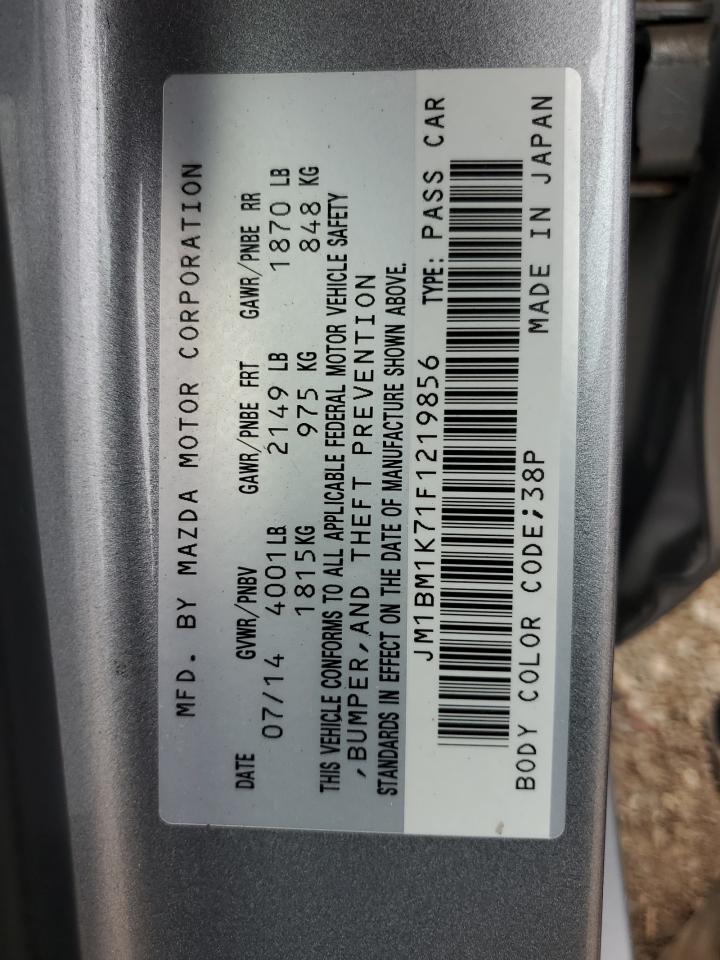 MFD. BY MAZDA MOTOR CORPORATION
DATE GVWR/PNBV GAWR/PNBE FRT GAWR/PNBE RR
07/14 4001LB 2149 LB 1870 LB
1815KG 975 KG 848 KG
THIS VEHICLE CONFORMS TO ALL APPLICABLE FEDERAL MOTOR VEHICLE SAFETY
,BUMPER,AND THEFT PREVENTION
STANDARDS IN EFFECT ON THE DATE OF MANUFACTURE SHOWN ABOVE.
JM1BM1K71F1219856 TYPE: PASS CAR
BODY COLOR CODE;38P MADE IN JAPAN